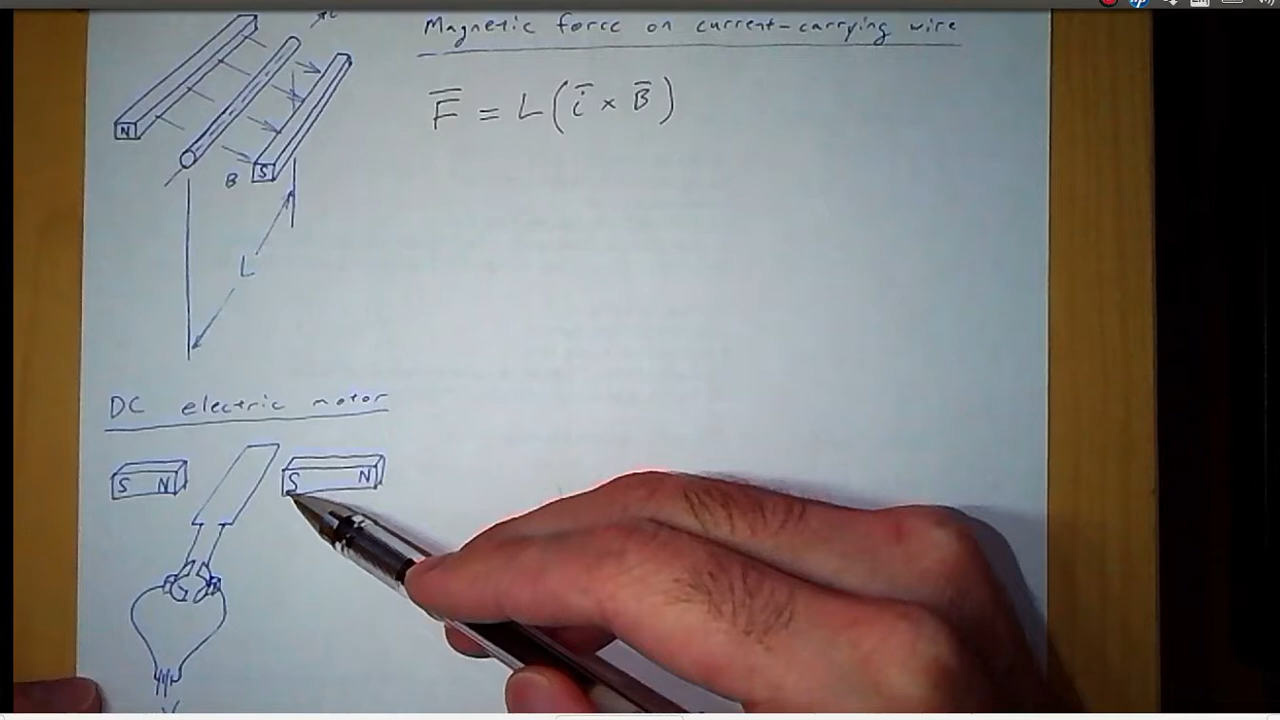 Magnetic force on current-carrying wire
F̅ = L(i̅ × B̅)
N
S
B
L
DC electric motor
S N
S N